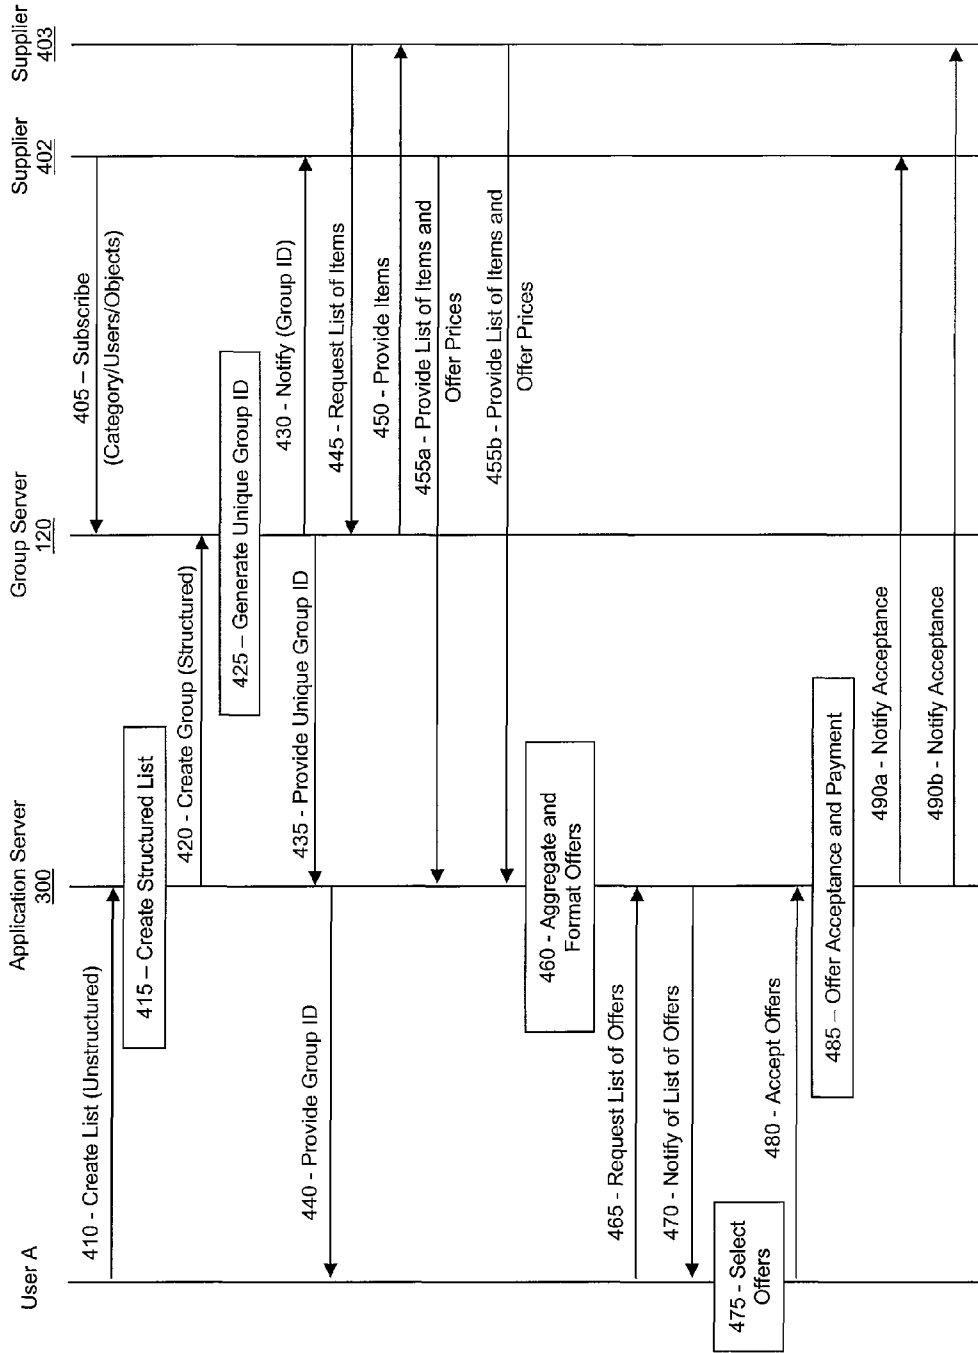 User A
Application Server
300
Group Server
120
Supplier
402
Supplier
403
405 – Subscribe
(Category/Users/Objects)
410 - Create List (Unstructured)
415 – Create Structured List
420 - Create Group (Structured)
425 – Generate Unique Group ID
430 - Notify (Group ID)
435 - Provide Unique Group ID
440 - Provide Group ID
445 - Request List of Items
450 - Provide Items
455a - Provide List of Items and
Offer Prices
455b - Provide List of Items and
Offer Prices
460 - Aggregate and
Format Offers
465 - Request List of Offers
470 - Notify of List of Offers
475 - Select
Offers
480 - Accept Offers
485 – Offer Acceptance and Payment
490a - Notify Acceptance
490b - Notify Acceptance